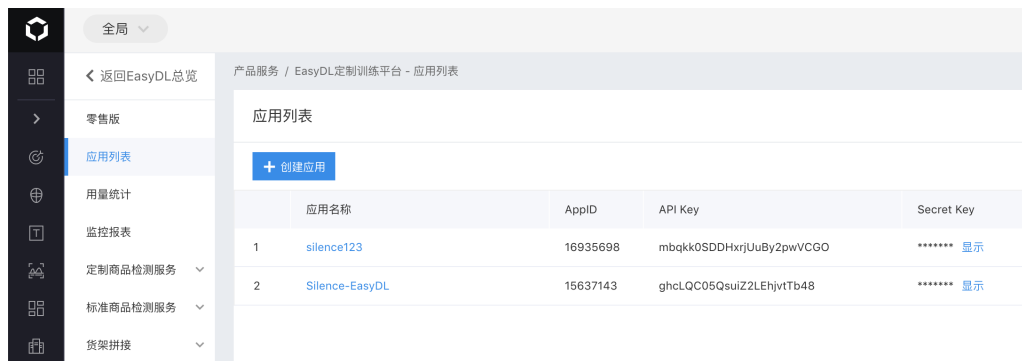 全局
返回EasyDL总览
零售版
应用列表
用量统计
监控报表
定制商品检测服务
标准商品检测服务
货架拼接
产品服务 / EasyDL定制训练平台 - 应用列表
应用列表
+ 创建应用
应用名称 AppID API Key Secret Key
1 silence123 16935698 mbqkk0SDDHxrjUuBy2pwVCGO ******* 显示
2 Silence-EasyDL 15637143 ghcLQC05QsuiZ2LEhjvtTb48 ******* 显示